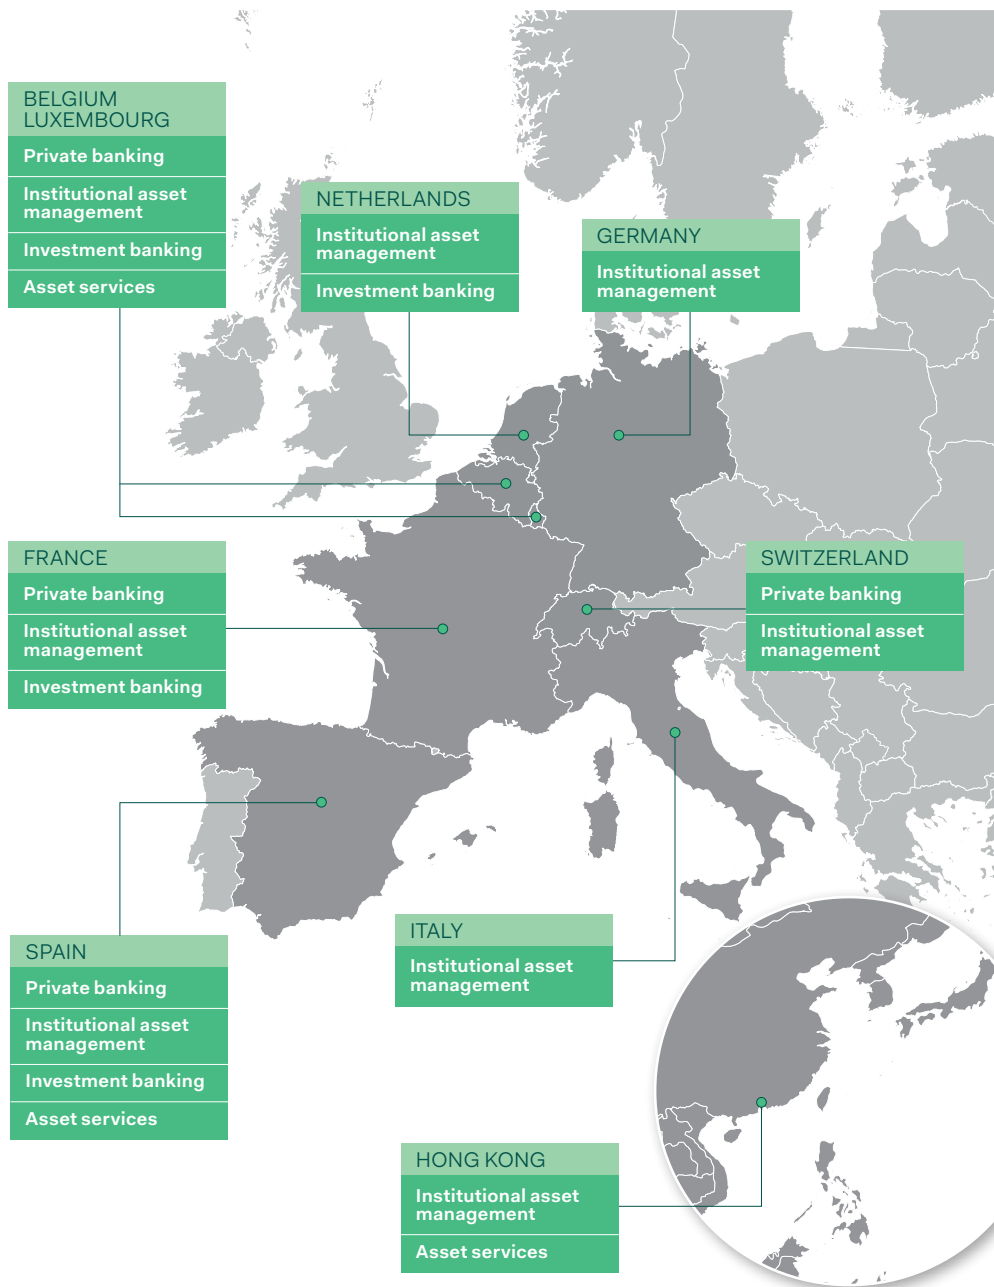 BELGIUM
LUXEMBOURG
Private banking
Institutional asset
management
Investment banking
Asset services
NETHERLANDS
Institutional asset
management
Investment banking
GERMANY
Institutional asset
management
FRANCE
Private banking
Institutional asset
management
Investment banking
SWITZERLAND
Private banking
Institutional asset
management
SPAIN
Private banking
Institutional asset
management
Investment banking
Asset services
ITALY
Institutional asset
management
HONG KONG
Institutional asset
management
Asset services